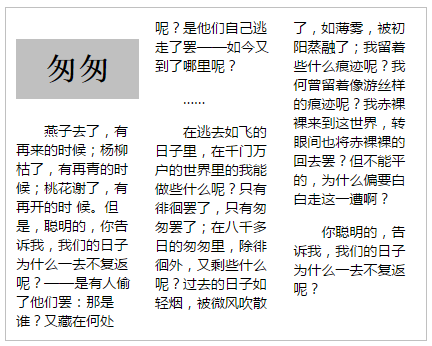 匆匆
燕子去了，有
再来的时候；杨柳
枯了，有再青的时
候；桃花谢了，有
再开的时 候。但
是，聪明的，你告
诉我，我们的日子
为什么一去不复返
呢？——是有人偷
了他们罢：那是
谁？又藏在何处
呢？是他们自己逃
走了罢——如今又
到了哪里呢？
……
在逃去如飞的
日子里，在千门万
户的世界里的我能
做些什么呢？只有
徘徊罢了，只有匆
匆罢了；在八千多
日的匆匆里，除徘
徊外，又剩些什么
呢？过去的日子如
轻烟，被微风吹散
了，如薄雾，被初
阳蒸融了；我留着
些什么痕迹呢？我
何曾留着像游丝样
的痕迹呢？我赤裸
裸来到这世界，转
眼间也将赤裸裸的
回去罢？但不能平
的，为什么偏要白
白走这一遭啊？
你聪明的，告
诉我，我们的日子
为什么一去不复返
呢？